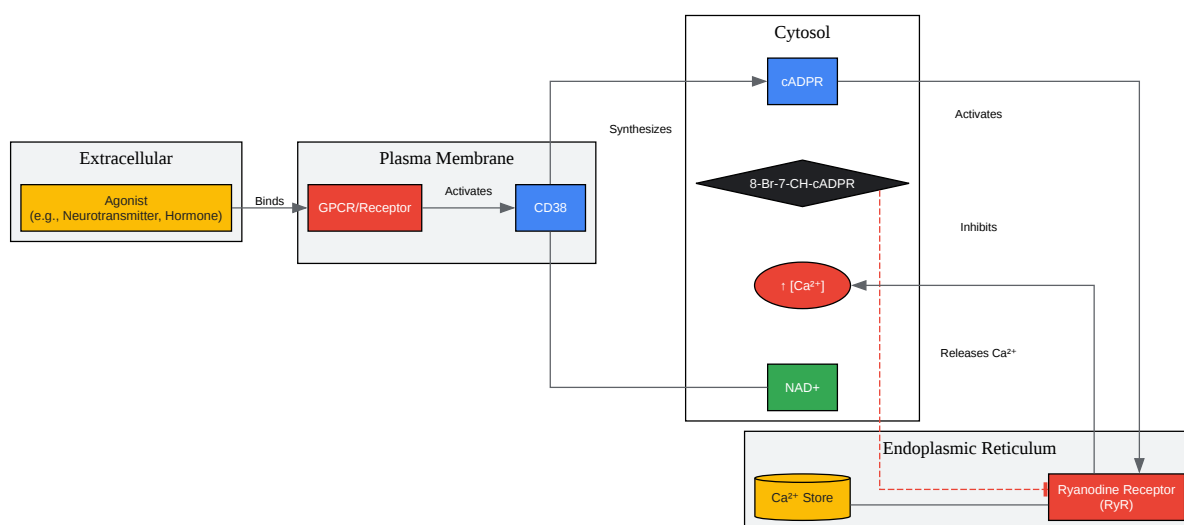 Cytosol
cADPR
Synthesizes
Activates
Extracellular
Agonist
(e.g., Neurotransmitter, Hormone)
Binds
Plasma Membrane
GPCR/Receptor
Activates
CD38
8-Br-7-CH-cADPR
Inhibits
↑ [Ca²⁺]
Releases Ca²⁺
NAD+
Endoplasmic Reticulum
Ca²⁺ Store
Ryanodine Receptor
(RyR)